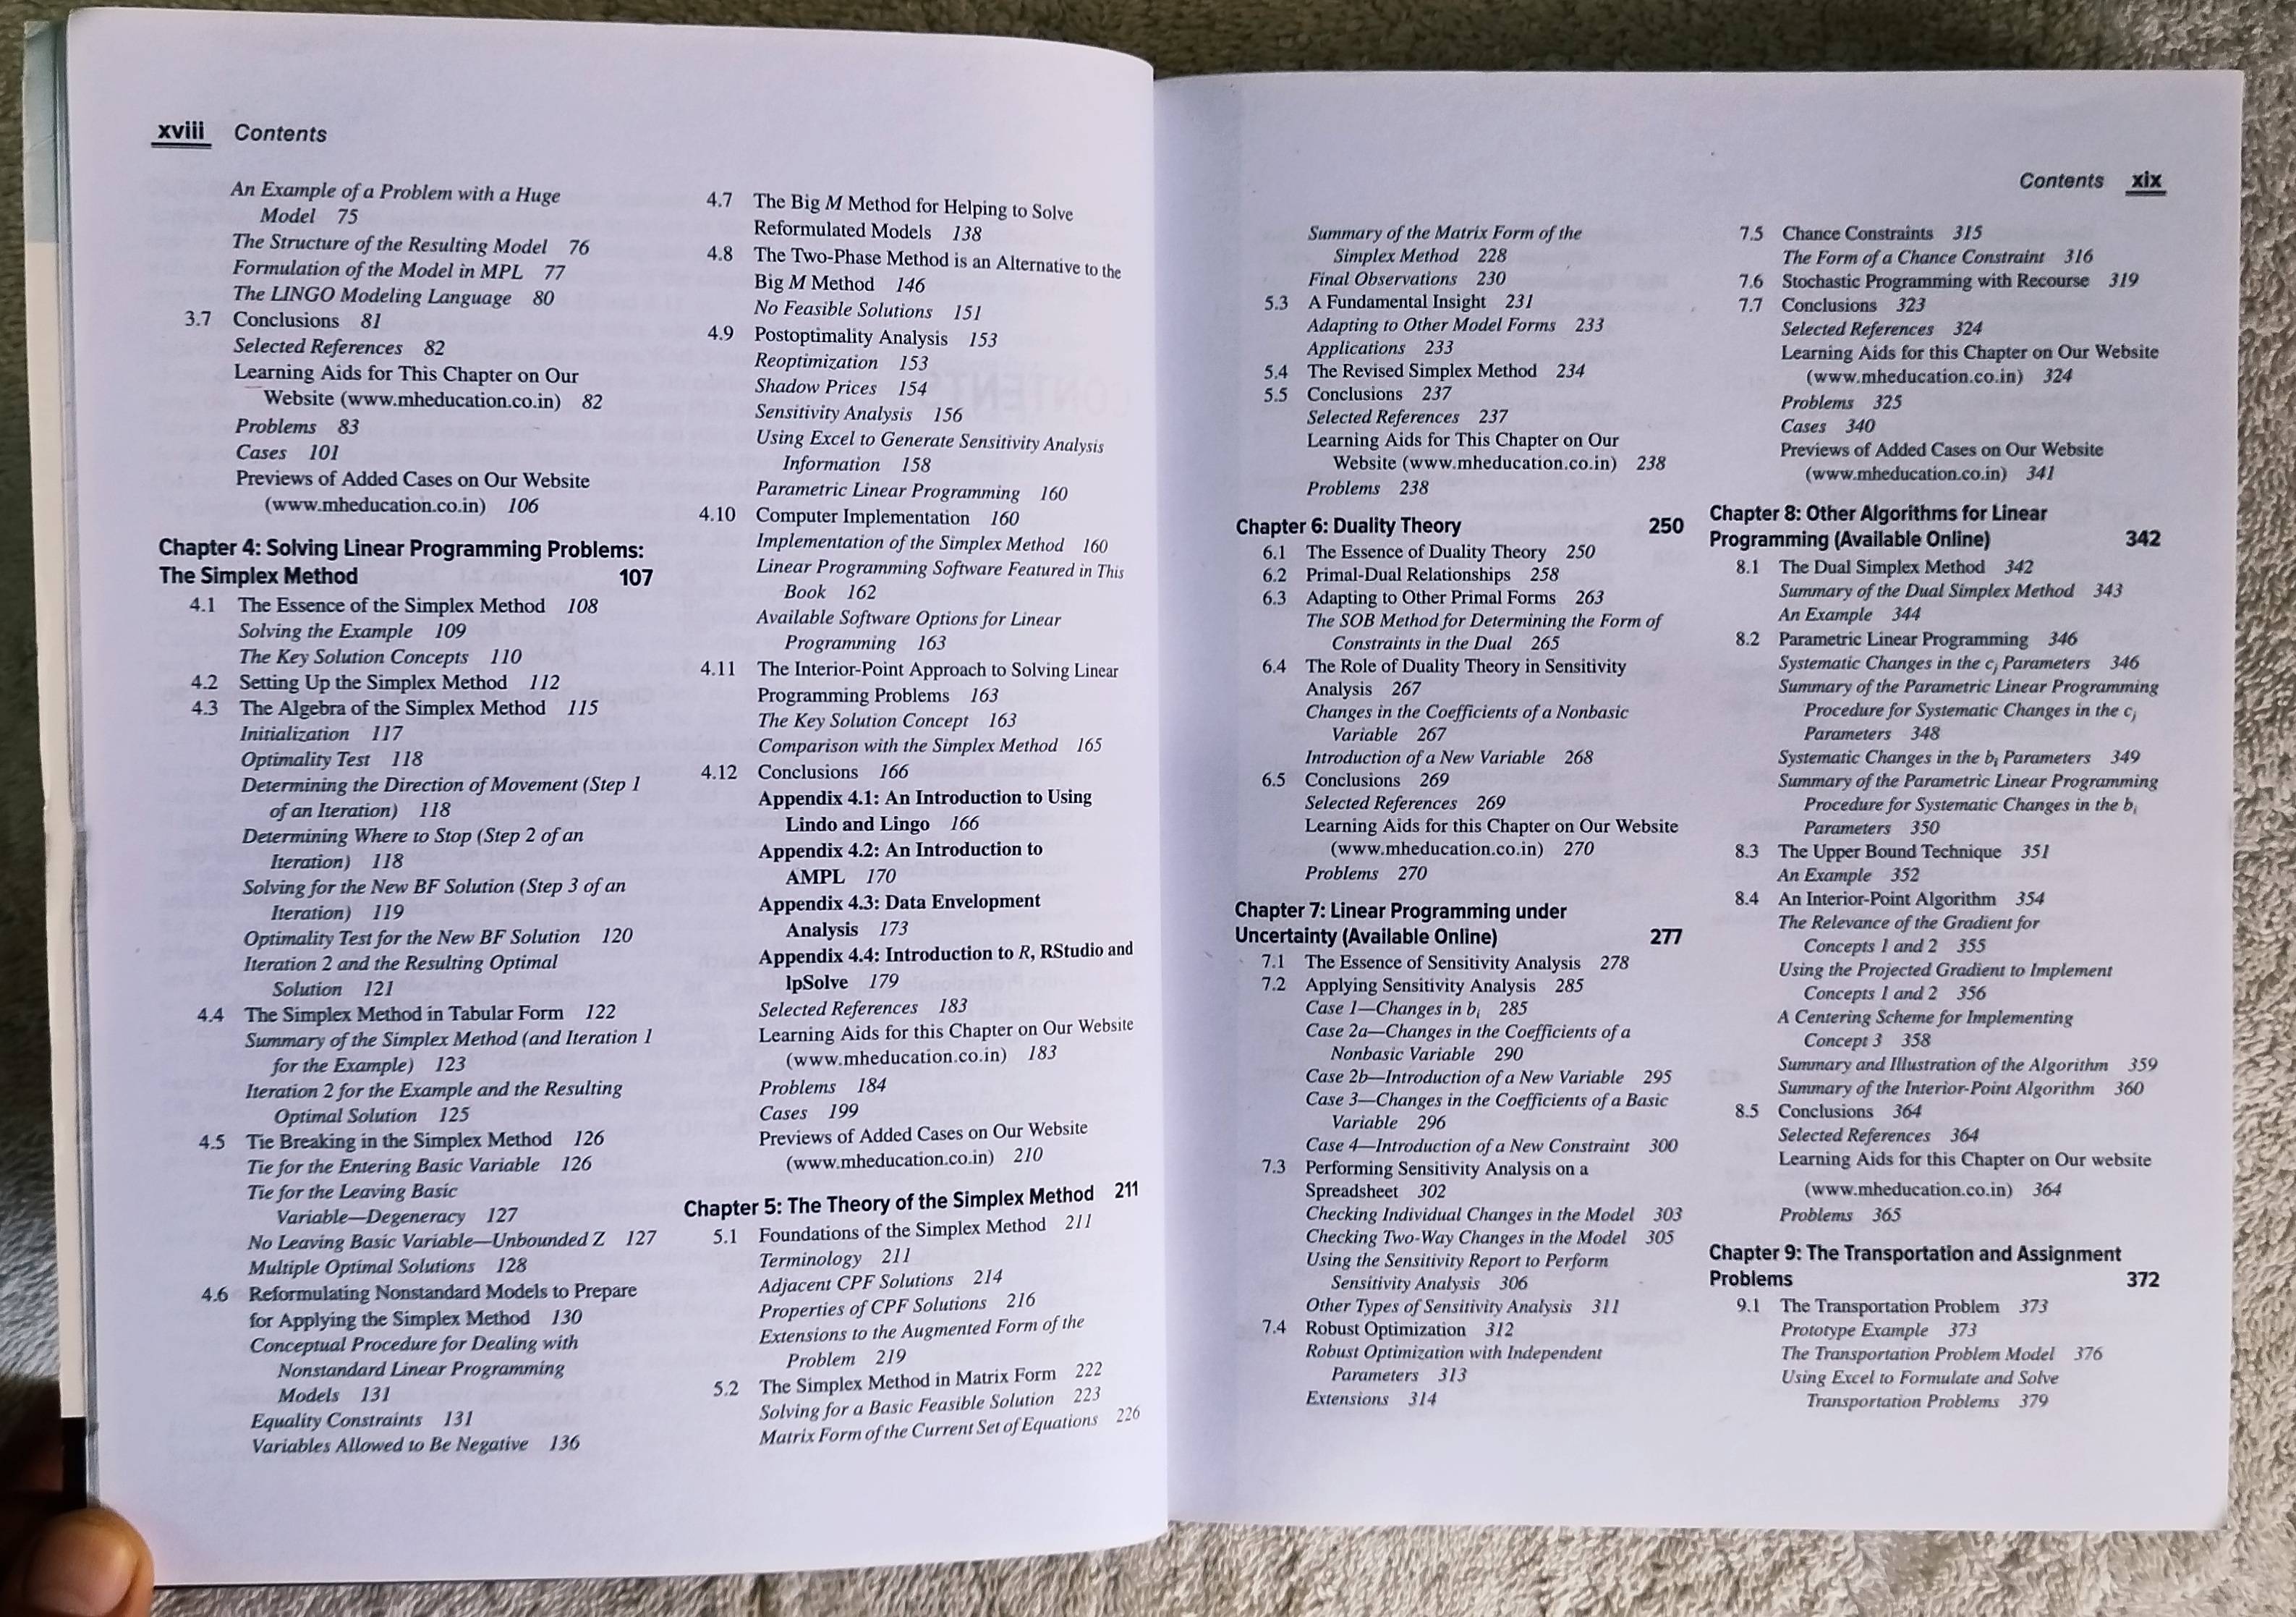 xviii Contents
An Example of a Problem with a Huge
Model 75
The Structure of the Resulting Model 76
Formulation of the Model in MPL 77
The LINGO Modeling Language 80
3.7 Conclusions 81
Selected References 82
Learning Aids for This Chapter on Our
Website (www.mheducation.co.in) 82
Problems 83
Cases 101
Previews of Added Cases on Our Website
(www.mheducation.co.in) 106
Chapter 4: Solving Linear Programming Problems:
The Simplex Method 107
4.1 The Essence of the Simplex Method 108
Solving the Example 109
The Key Solution Concepts 110
4.2 Setting Up the Simplex Method 112
4.3 The Algebra of the Simplex Method 115
Initialization 117
Optimality Test 118
Determining the Direction of Movement (Step 1
of an Iteration) 118
Determining Where to Stop (Step 2 of an
Iteration) 118
Solving for the New BF Solution (Step 3 of an
Iteration) 119
Optimality Test for the New BF Solution 120
Iteration 2 and the Resulting Optimal
Solution 121
4.4 The Simplex Method in Tabular Form 122
Summary of the Simplex Method (and Iteration 1
for the Example) 123
Iteration 2 for the Example and the Resulting
Optimal Solution 125
4.5 Tie Breaking in the Simplex Method 126
Tie for the Entering Basic Variable 126
Tie for the Leaving Basic
Variable—Degeneracy 127
No Leaving Basic Variable—Unbounded Z 127
Multiple Optimal Solutions 128
4.6 Reformulating Nonstandard Models to Prepare
for Applying the Simplex Method 130
Conceptual Procedure for Dealing with
Nonstandard Linear Programming
Models 131
Equality Constraints 131
Variables Allowed to Be Negative 136
4.7 The Big M Method for Helping to Solve
Reformulated Models 138
4.8 The Two-Phase Method is an Alternative to the
Big M Method 146
No Feasible Solutions 151
4.9 Postoptimality Analysis 153
Reoptimization 153
Shadow Prices 154
Sensitivity Analysis 156
Using Excel to Generate Sensitivity Analysis
Information 158
Parametric Linear Programming 160
4.10 Computer Implementation 160
Implementation of the Simplex Method 160
Linear Programming Software Featured in This
Book 162
Available Software Options for Linear
Programming 163
4.11 The Interior-Point Approach to Solving Linear
Programming Problems 163
The Key Solution Concept 163
Comparison with the Simplex Method 165
4.12 Conclusions 166
Appendix 4.1: An Introduction to Using
Lindo and Lingo 166
Appendix 4.2: An Introduction to
AMPL 170
Appendix 4.3: Data Envelopment
Analysis 173
Appendix 4.4: Introduction to R, RStudio and
lpSolve 179
Selected References 183
Learning Aids for this Chapter on Our Website
(www.mheducation.co.in) 183
Problems 184
Cases 199
Previews of Added Cases on Our Website
(www.mheducation.co.in) 210
Chapter 5: The Theory of the Simplex Method 211
5.1 Foundations of the Simplex Method 211
Terminology 211
Adjacent CPF Solutions 214
Properties of CPF Solutions 216
Extensions to the Augmented Form of the
Problem 219
5.2 The Simplex Method in Matrix Form 222
Solving for a Basic Feasible Solution 223
Matrix Form of the Current Set of Equations 226
Contents xix
Summary of the Matrix Form of the
Simplex Method 228
Final Observations 230
5.3 A Fundamental Insight 231
Adapting to Other Model Forms 233
Applications 233
5.4 The Revised Simplex Method 234
5.5 Conclusions 237
Selected References 237
Learning Aids for This Chapter on Our
Website (www.mheducation.co.in) 238
Problems 238
Chapter 6: Duality Theory 250
6.1 The Essence of Duality Theory 250
6.2 Primal-Dual Relationships 258
6.3 Adapting to Other Primal Forms 263
The SOB Method for Determining the Form of
Constraints in the Dual 265
6.4 The Role of Duality Theory in Sensitivity
Analysis 267
Changes in the Coefficients of a Nonbasic
Variable 267
Introduction of a New Variable 268
6.5 Conclusions 269
Selected References 269
Learning Aids for this Chapter on Our Website
(www.mheducation.co.in) 270
Problems 270
Chapter 7: Linear Programming under
Uncertainty (Available Online) 277
7.1 The Essence of Sensitivity Analysis 278
7.2 Applying Sensitivity Analysis 285
Case 1—Changes in bᵢ 285
Case 2a—Changes in the Coefficients of a
Nonbasic Variable 290
Case 2b—Introduction of a New Variable 295
Case 3—Changes in the Coefficients of a Basic
Variable 296
Case 4—Introduction of a New Constraint 300
7.3 Performing Sensitivity Analysis on a
Spreadsheet 302
Checking Individual Changes in the Model 303
Checking Two-Way Changes in the Model 305
Using the Sensitivity Report to Perform
Sensitivity Analysis 306
Other Types of Sensitivity Analysis 311
7.4 Robust Optimization 312
Robust Optimization with Independent
Parameters 313
Extensions 314
7.5 Chance Constraints 315
The Form of a Chance Constraint 316
7.6 Stochastic Programming with Recourse 319
7.7 Conclusions 323
Selected References 324
Learning Aids for this Chapter on Our Website
(www.mheducation.co.in) 324
Problems 325
Cases 340
Previews of Added Cases on Our Website
(www.mheducation.co.in) 341
Chapter 8: Other Algorithms for Linear
Programming (Available Online) 342
8.1 The Dual Simplex Method 342
Summary of the Dual Simplex Method 343
An Example 344
8.2 Parametric Linear Programming 346
Systematic Changes in the cⱼ Parameters 346
Summary of the Parametric Linear Programming
Procedure for Systematic Changes in the cⱼ
Parameters 348
Systematic Changes in the bᵢ Parameters 349
Summary of the Parametric Linear Programming
Procedure for Systematic Changes in the bᵢ
Parameters 350
8.3 The Upper Bound Technique 351
An Example 352
8.4 An Interior-Point Algorithm 354
The Relevance of the Gradient for
Concepts 1 and 2 355
Using the Projected Gradient to Implement
Concepts 1 and 2 356
A Centering Scheme for Implementing
Concept 3 358
Summary and Illustration of the Algorithm 359
Summary of the Interior-Point Algorithm 360
8.5 Conclusions 364
Selected References 364
Learning Aids for this Chapter on Our website
(www.mheducation.co.in) 364
Problems 365
Chapter 9: The Transportation and Assignment
Problems 372
9.1 The Transportation Problem 373
Prototype Example 373
The Transportation Problem Model 376
Using Excel to Formulate and Solve
Transportation Problems 379